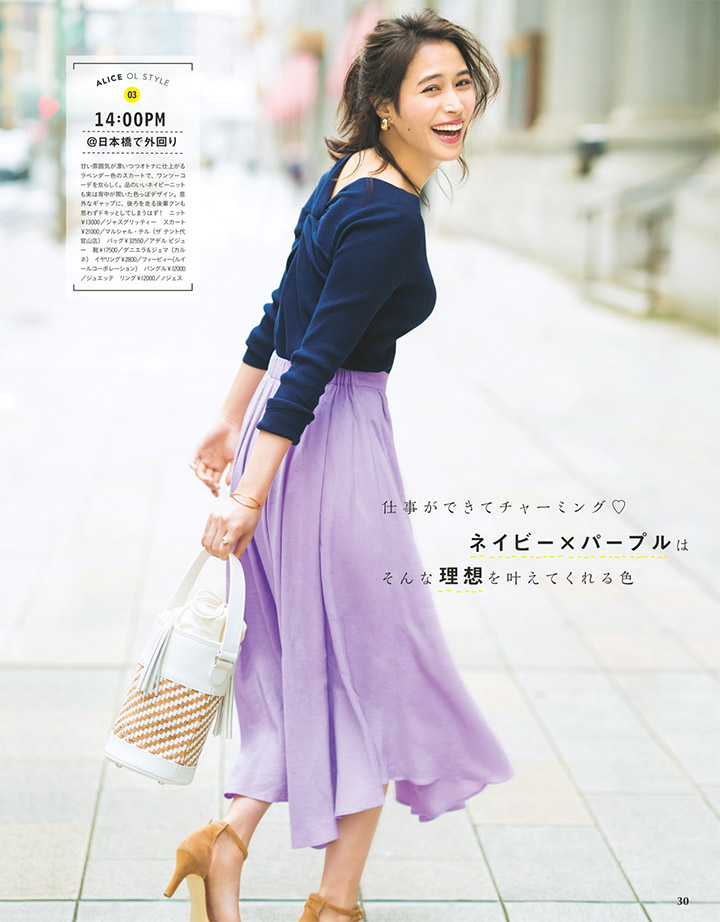 ALICE OL STYLE
03
14:00PM
@日本橋で外回り
甘い雰囲気が漂いつつオトナに仕上がる
ラベンダー色のスカートで、ワンツーコ
ーデを女らしく。品のいいネイビーニット
も実は背中が開いた色っぽデザイン。意
外なギャップに、後ろを走る後輩クンも
思わずドキッとしてしまうはず! ニット
¥13000/ジャスグリッティー スカート
¥21000/マルシャル・テル(ザ テント代
官山店) バッグ¥32550/アデル ビジュ
ー 靴¥17500/ダニエラ&ジェマ(カル
ネ) イヤリング¥2800/フィービィー(ルイ
ールコーポレーション) バングル¥12000
/ジュエッテ リング¥12000/ノジェス
仕事ができてチャーミング♡
ネイビー×パープルは
そんな理想を叶えてくれる色
30